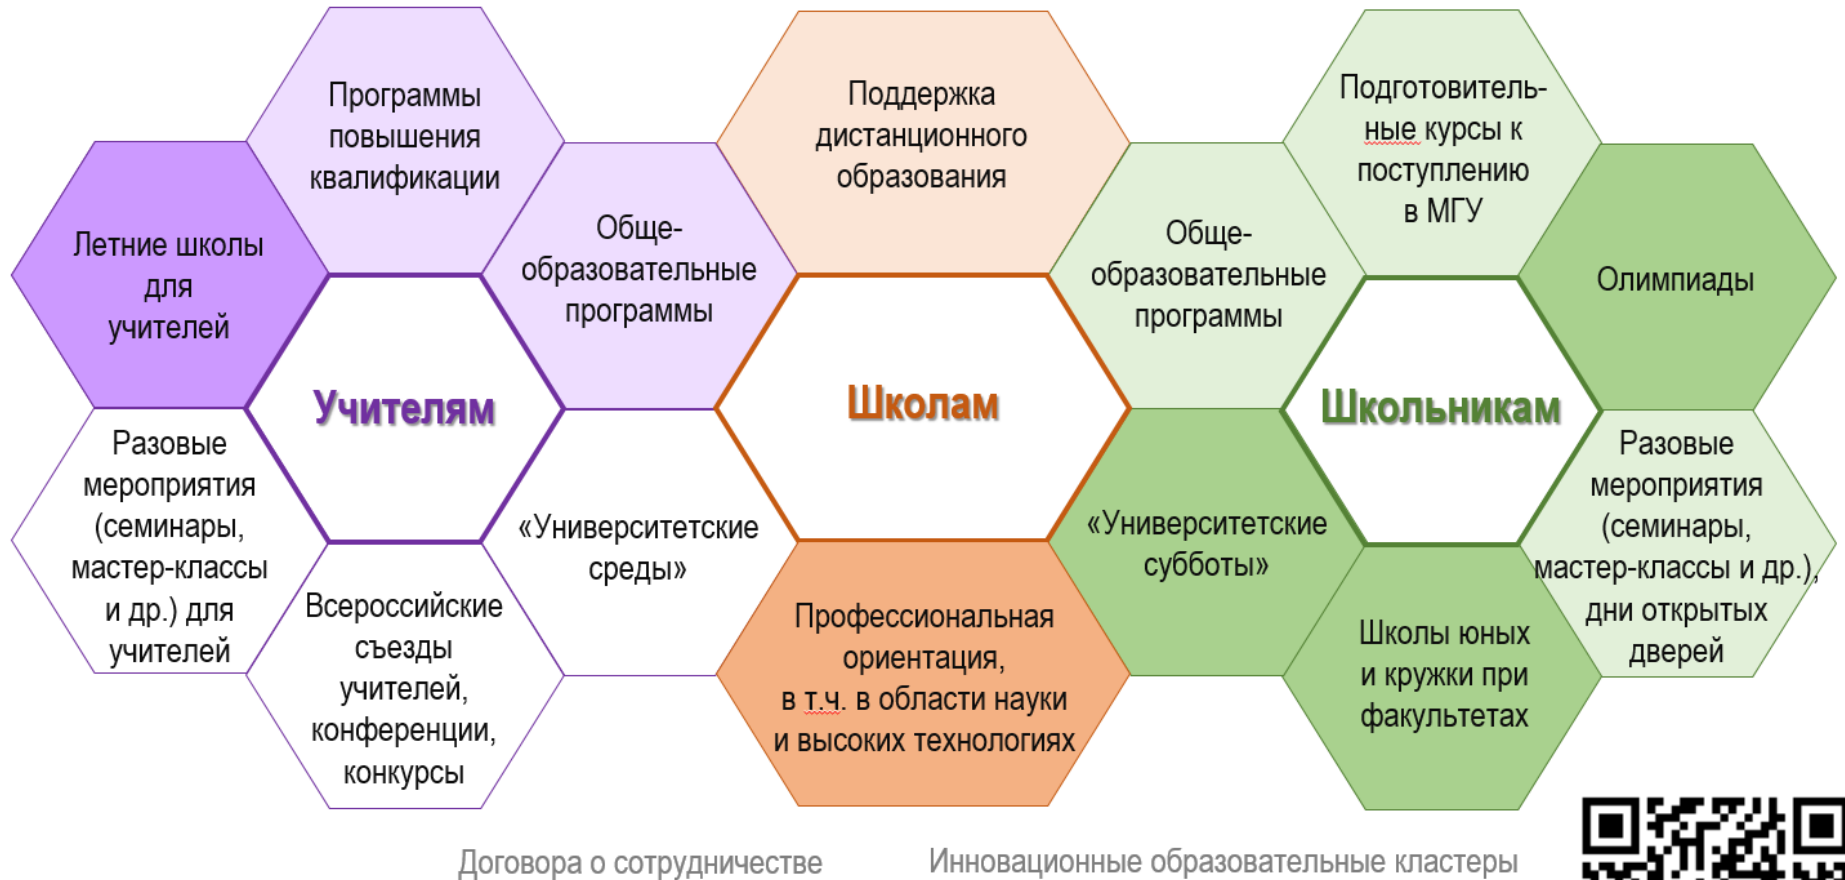 Программы
повышения
квалификации
Летние школы
для
учителей
Обще-
образовательные
программы
Учителям
Разовые
мероприятия
(семинары,
мастер-классы
и др.) для
учителей
«Университетские
среды»
Всероссийские
съезды
учителей,
конференции,
конкурсы
Поддержка
дистанционного
образования
Школам
Профессиональная
ориентация,
в т.ч. в области науки
и высоких технологиях
Подготовитель-
ные курсы к
поступлению
в МГУ
Обще-
образовательные
программы
Олимпиады
Школьникам
«Университетские
субботы»
Разовые
мероприятия
(семинары,
мастер-классы и др.),
дни открытых
дверей
Школы юных
и кружки при
факультетах
Договора о сотрудничестве
Инновационные образовательные кластеры